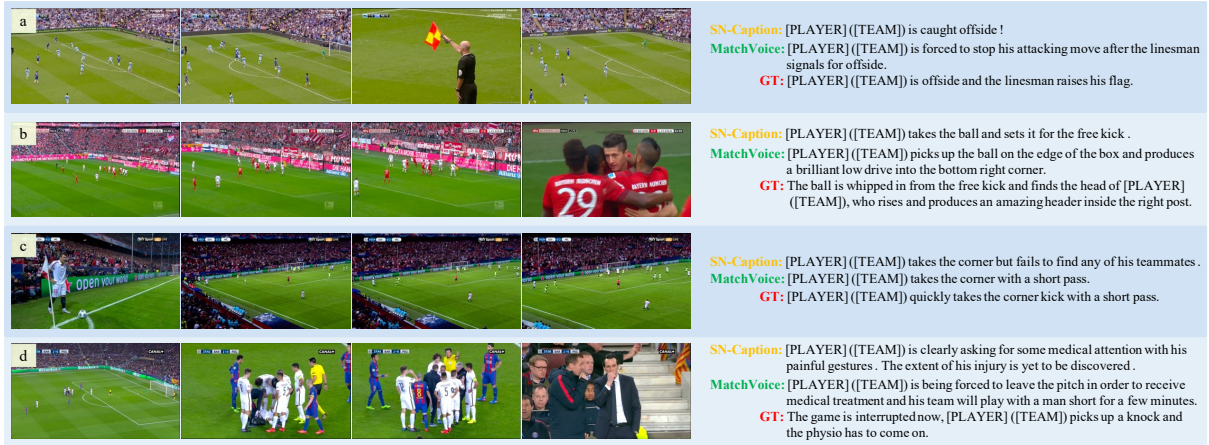 a
SN-Caption: [PLAYER] ([TEAM]) is caught offside !
MatchVoice: [PLAYER] ([TEAM]) is forced to stop his attacking move after the linesman
signals for offside.
GT: [PLAYER] ([TEAM]) is offside and the linesman raises his flag.
b
29
SN-Caption: [PLAYER] ([TEAM]) takes the ball and sets it for the free kick .
MatchVoice: [PLAYER] ([TEAM]) picks up the ball on the edge of the box and produces
a brilliant low drive into the bottom right corner.
GT: The ball is whipped in from the free kick and finds the head of [PLAYER]
([TEAM]), who rises and produces an amazing header inside the right post.
c
open your world
SN-Caption: [PLAYER] ([TEAM]) takes the corner but fails to find any of his teammates .
MatchVoice: [PLAYER] ([TEAM]) takes the corner with a short pass.
GT: [PLAYER] ([TEAM]) quickly takes the corner kick with a short pass.
d
CANAL+
CANAL+
CANAL+
SN-Caption: [PLAYER] ([TEAM]) is clearly asking for some medical attention with his
painful gestures . The extent of his injury is yet to be discovered .
MatchVoice: [PLAYER] ([TEAM]) is being forced to leave the pitch in order to receive
medical treatment and his team will play with a man short for a few minutes.
GT: The game is interrupted now, [PLAYER] ([TEAM]) picks up a knock and
the physio has to come on.